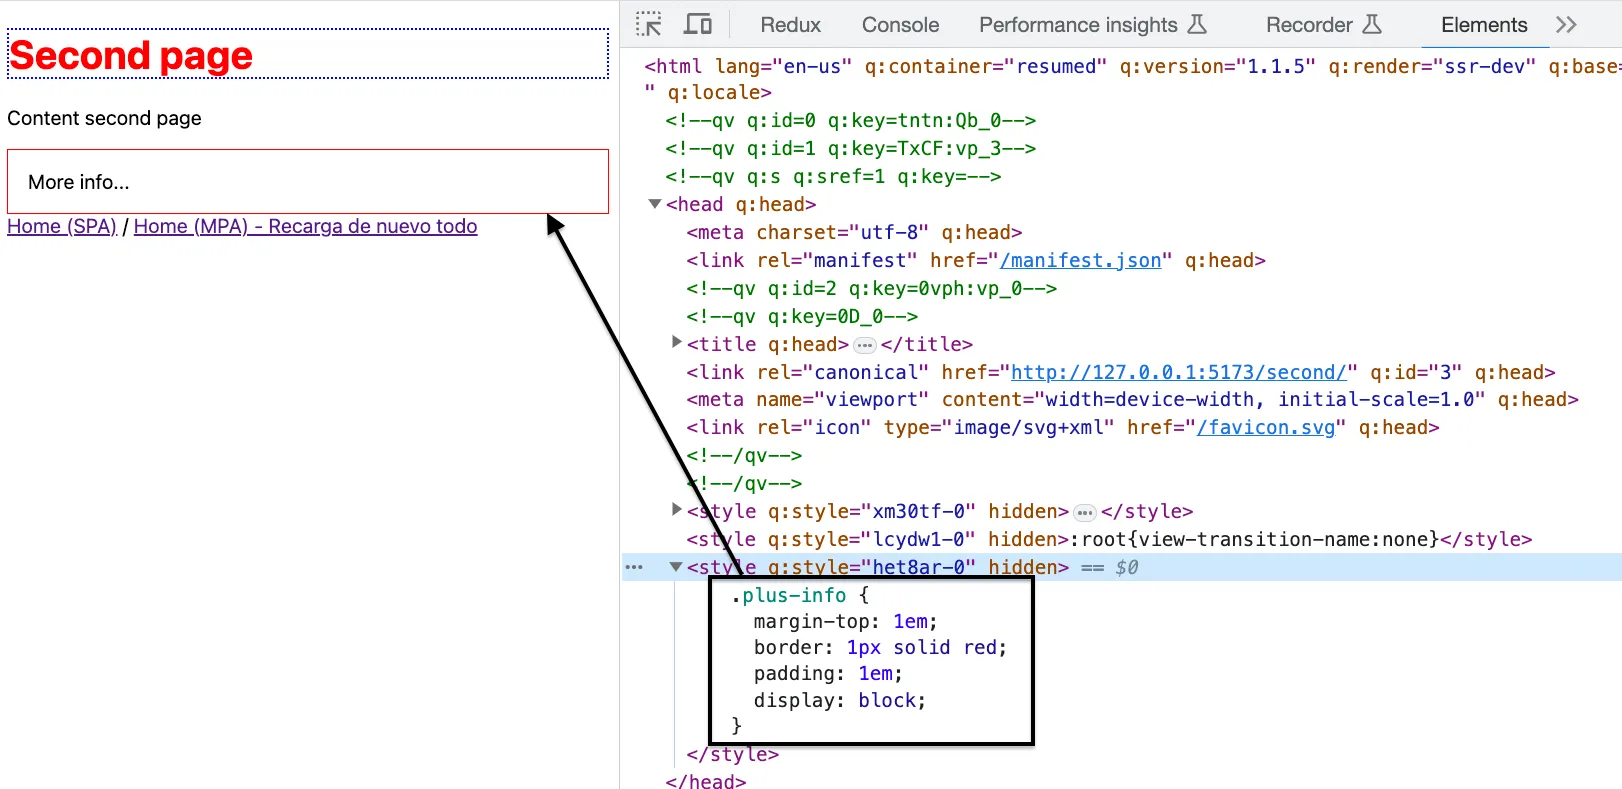 Second page
Content second page
More info...
Home (SPA) / Home (MPA) - Recarga de nuevo todo
Redux Console Performance insights Recorder Elements
<html lang="en-us" q:container="resumed" q:version="1.1.5" q:render="ssr-dev" q:base=
" q:locale>
<!--qv q:id=0 q:key=tntn:Qb_0-->
<!--qv q:id=1 q:key=TxCF:vp_3-->
<!--qv q:s q:sref=1 q:key=-->
<head q:head>
<meta charset="utf-8" q:head>
<link rel="manifest" href="/manifest.json" q:head>
<!--qv q:id=2 q:key=0vph:vp_0-->
<!--qv q:key=0D_0-->
<title q:head>…</title>
<link rel="canonical" href="http://127.0.0.1:5173/second/" q:id="3" q:head>
<meta name="viewport" content="width=device-width, initial-scale=1.0" q:head>
<link rel="icon" type="image/svg+xml" href="/favicon.svg" q:head>
<!--/qv-->
<!--/qv-->
<style q:style="xm30tf-0" hidden>…</style>
<style q:style="lcydw1-0" hidden>:root{view-transition-name:none}</style>
<style q:style="het8ar-0" hidden> == $0
.plus-info {
margin-top: 1em;
border: 1px solid red;
padding: 1em;
display: block;
}
</style>
</head>